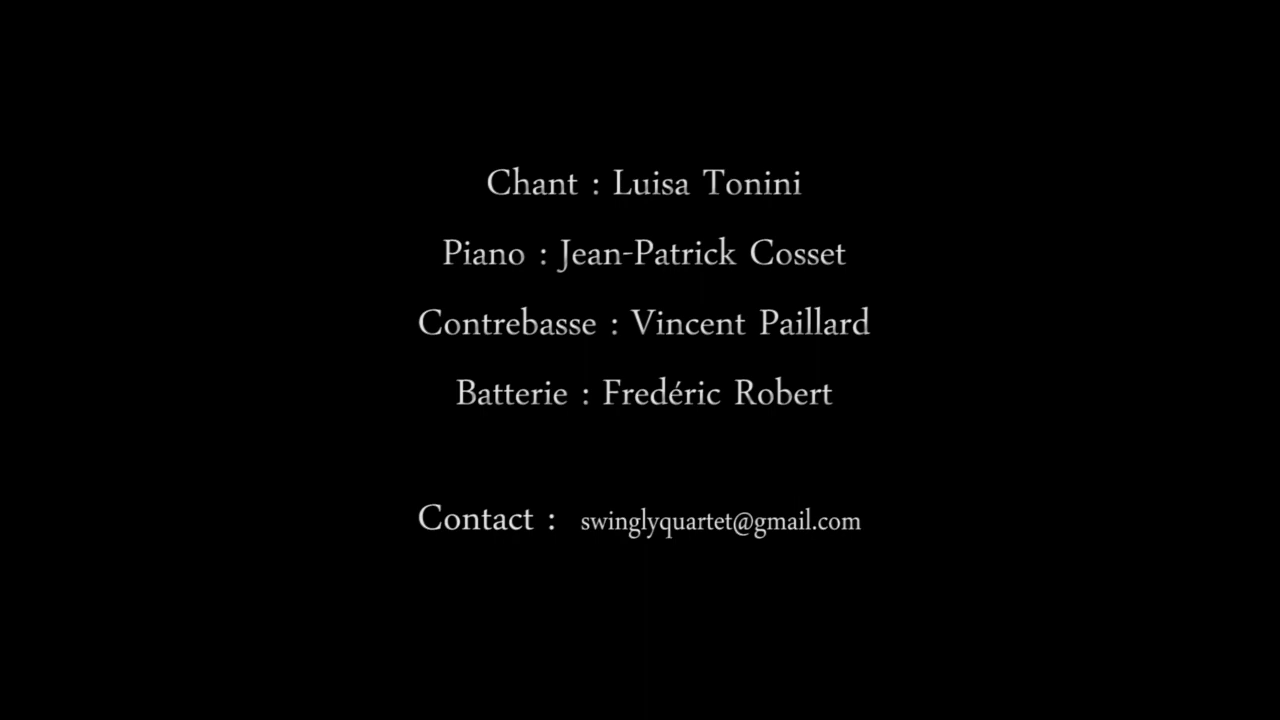 Chant : Luisa Tonini
Piano : Jean-Patrick Cosset
Contrebasse : Vincent Paillard
Batterie : Fredéric Robert
Contact : swinglyquartet@gmail.com